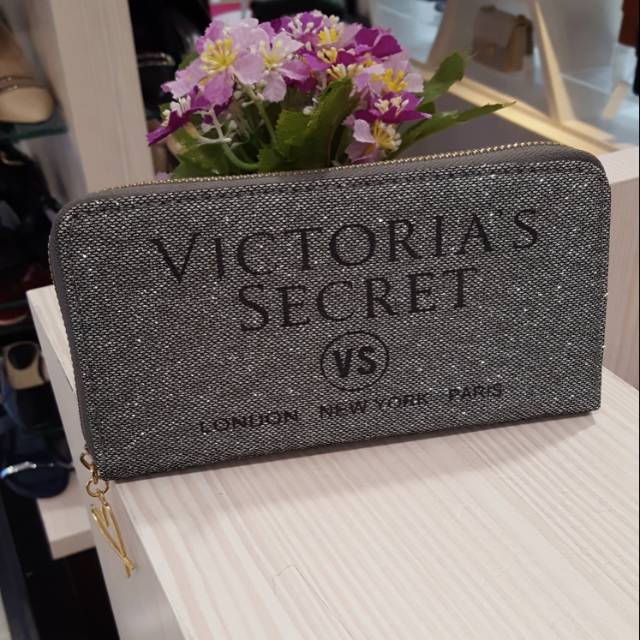 VICTORIA'S
SECRET
VS
LONDON NEW YORK PARIS